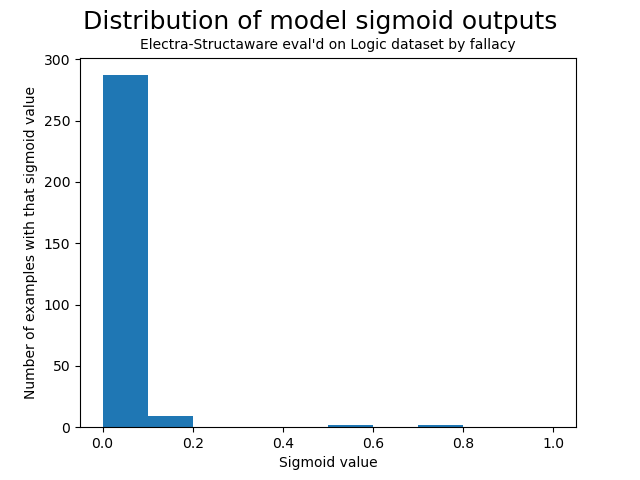 Distribution of model sigmoid outputs
Electra-Structaware eval'd on Logic dataset by fallacy
Number of examples with that sigmoid value
300
250
200
150
100
50
0
0.0 0.2 0.4 0.6 0.8 1.0
Sigmoid value